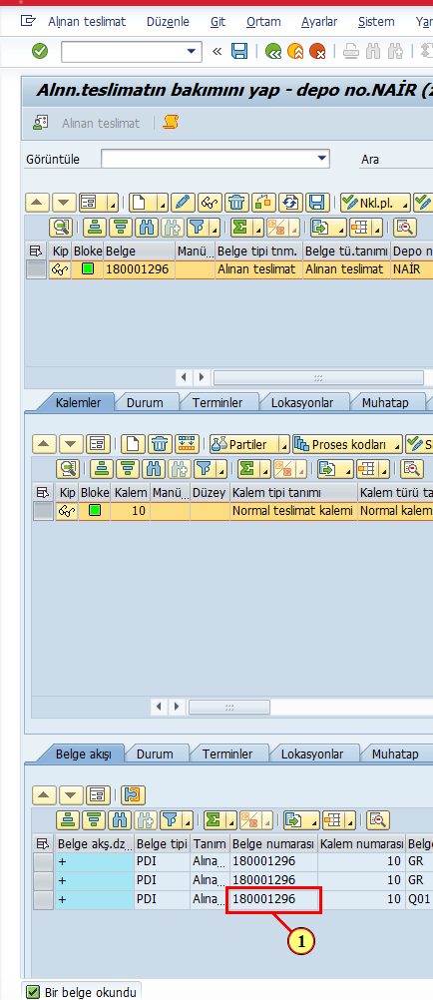 Alınan teslimat Düzenle Git Ortam Ayarlar Sistem Yar
Alnn.teslimatın bakımını yap - depo no.NAİR (
Alınan teslimat
Görüntüle Ara
Nkl.pl.
Kip Bloke Belge Manü... Belge tipi tnm. Belge tü.tanımı Depo n
180001296 Alınan teslimat Alınan teslimat NAİR
Kalemler Durum Terminler Lokasyonlar Muhatap
Partiler Proses kodları S
Kip Bloke Kalem Manü... Düzey Kalem tipi tanımı Kalem türü ta
10 Normal teslimat kalemi Normal kalem
Belge akışı Durum Terminler Lokasyonlar Muhatap
Belge akş.dz... Belge tipi Tanım Belge numarası Kalem numarası Belge
+ PDI Alına... 180001296 10 GR
+ PDI Alına... 180001296 10 GR
+ PDI Alına... 180001296 10 Q01
1
Bir belge okundu